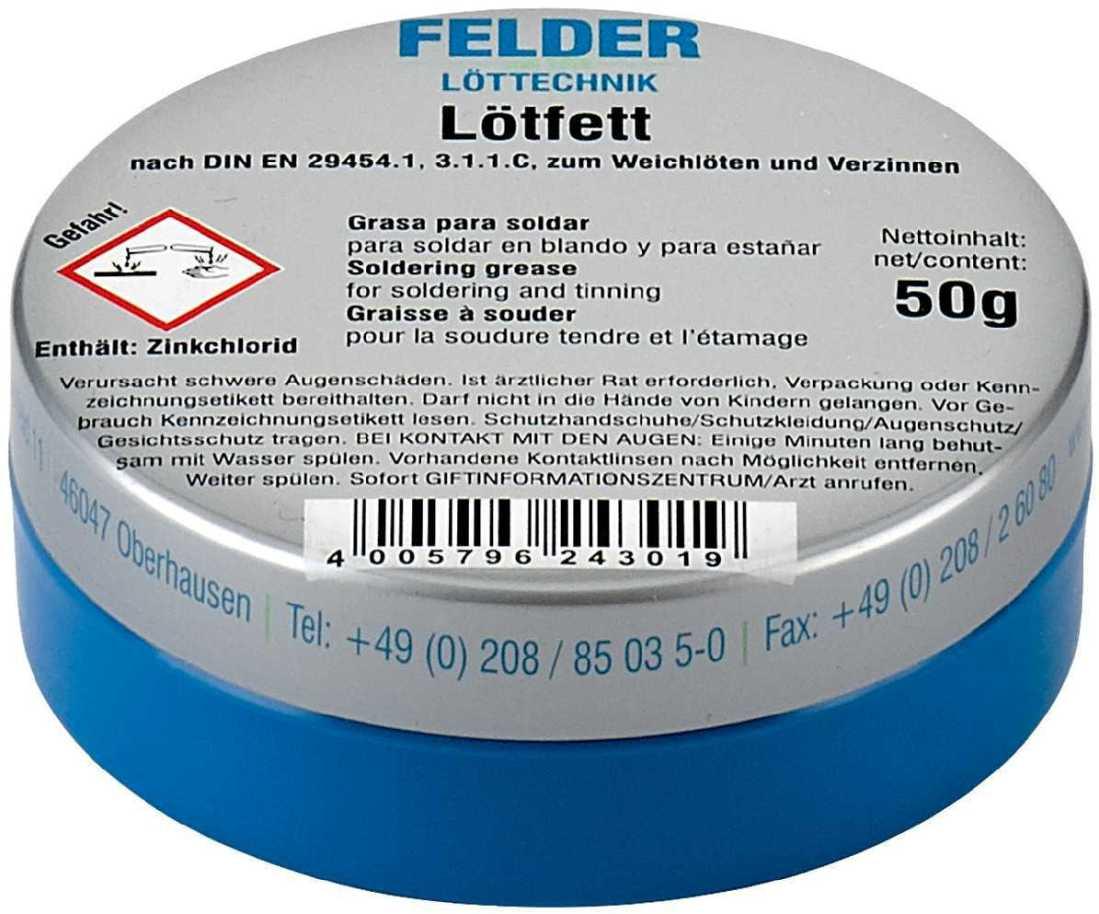 FELDER
LÖTTECHNIK
Lötfett
nach DIN EN 29454.1, 3.1.1.C, zum Weichlöten und Verzinnen
Gefahr!
Enthält: Zinkchlorid
Grasa para soldar
para soldar en blando y para estañar
Soldering grease
for soldering and tinning
Graisse à souder
pour la soudure tendre et l'étamage
Nettoinhalt:
net/content:
50g
Verursacht schwere Augenschäden. Ist ärztlicher Rat erforderlich, Verpackung oder Kenn-
zeichnungsetikett bereithalten. Darf nicht in die Hände von Kindern gelangen. Vor Ge-
brauch Kennzeichnungsetikett lesen. Schutzhandschuhe/Schutzkleidung/Augenschutz/
Gesichtsschutz tragen. BEI KONTAKT MIT DEN AUGEN: Einige Minuten lang behut-
sam mit Wasser spülen. Vorhandene Kontaktlinsen nach Möglichkeit entfernen,
Weiter spülen. Sofort GIFTINFORMATIONSZENTRUM/Arzt anrufen.
4 005796 243019
11 | 46047 Oberhausen | Tel: +49 (0) 208 / 85 03 5-0 | Fax: +49 (0) 208 / 2 60 80